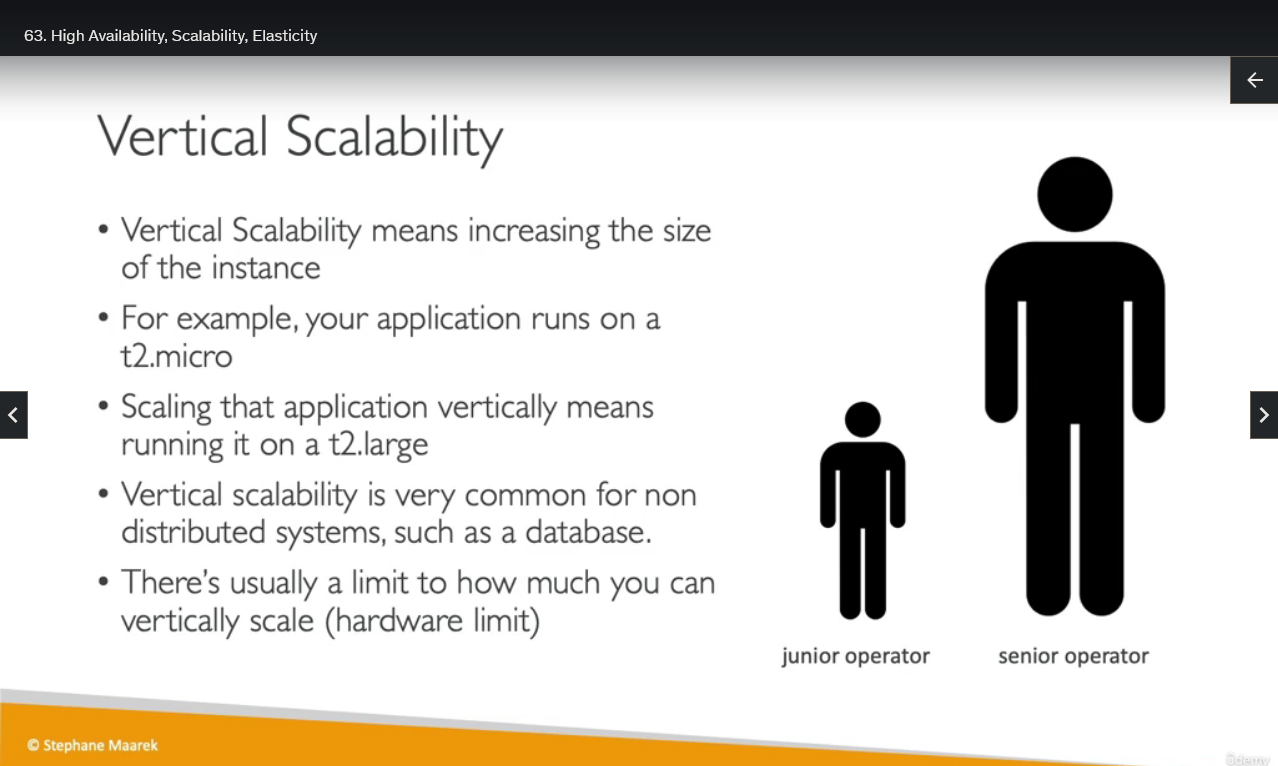 63. High Availability, Scalability, Elasticity
Vertical Scalability
• Vertical Scalability means increasing the size
of the instance
• For example, your application runs on a
t2.micro
• Scaling that application vertically means
running it on a t2.large
• Vertical scalability is very common for non
distributed systems, such as a database.
• There's usually a limit to how much you can
vertically scale (hardware limit)
junior operator
senior operator
© Stephane Maarek
ûdemy